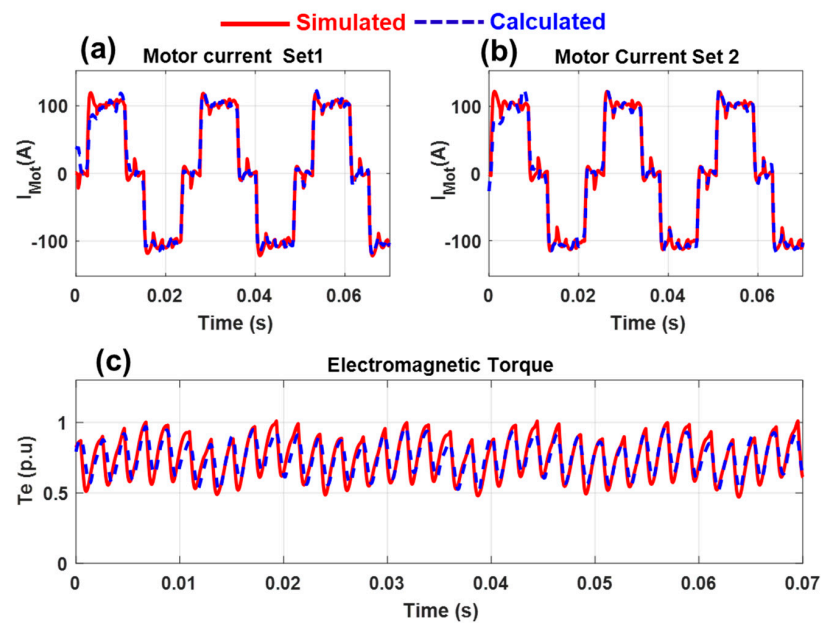 Simulated Calculated
(a) Motor current Set1 (b) Motor Current Set 2
100 100
0 0
-100 -100
I_Mot(A) I_Mot(A)
0 0.02 0.04 0.06 0 0.02 0.04 0.06
Time (s) Time (s)
(c) Electromagnetic Torque
1
0.5
0
Te (p.u)
0 0.01 0.02 0.03 0.04 0.05 0.06 0.07
Time (s)